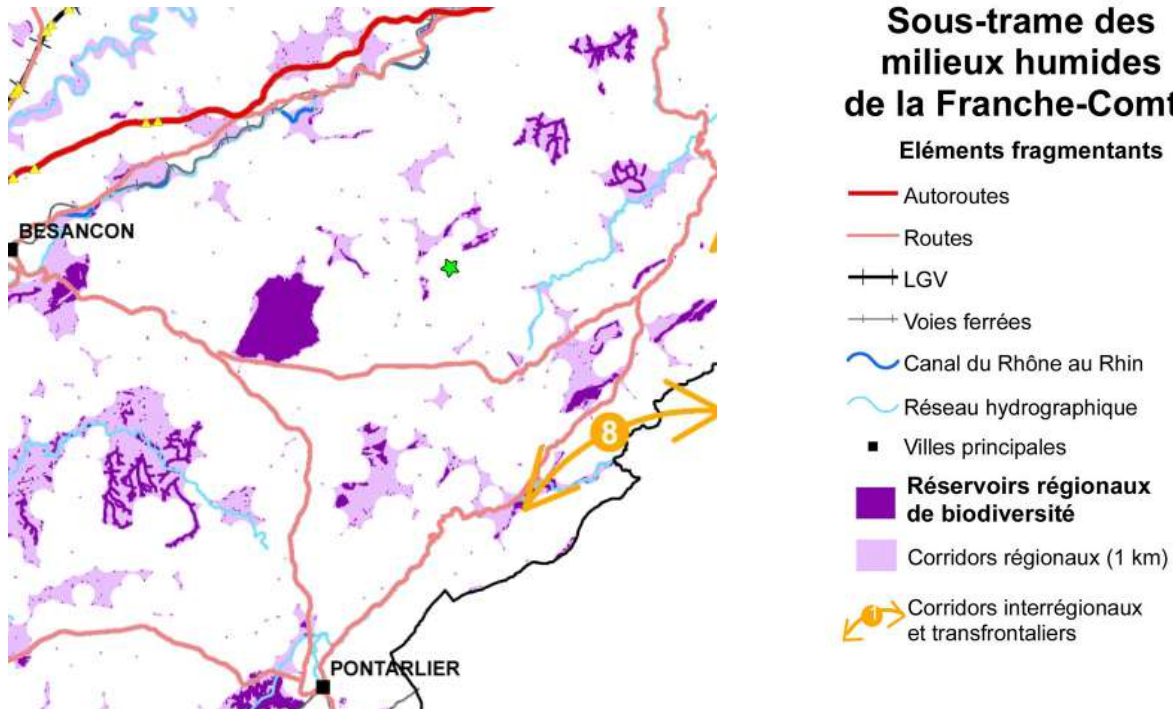 BESANCON
8
PONTARLIER
Sous-trame des
milieux humides
de la Franche-Comt
Eléments fragmentants
Autoroutes
Routes
LGV
Voies ferrées
Canal du Rhône au Rhin
Réseau hydrographique
Villes principales
Réservoirs régionaux
de biodiversité
Corridors régionaux (1 km)
1
Corridors interrégionaux
et transfrontaliers